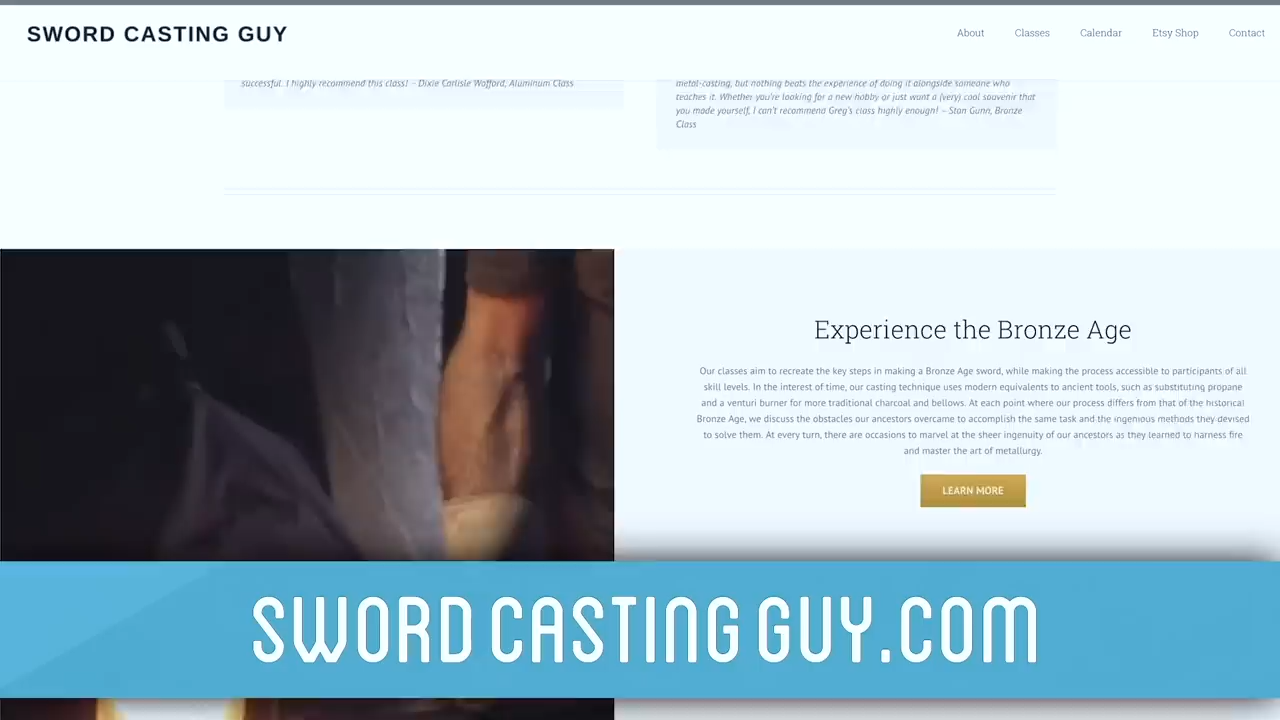 SWORD CASTING GUY
About Classes Calendar Etsy Shop Contact
successful. I highly recommend this class! – Dixie Carlisle Wofford, Aluminum Class
metal-casting, but nothing beats the experience of doing it alongside someone who
teaches it. Whether you're looking for a new hobby or just want a (very) cool souvenir that
you made yourself, I can't recommend Greg's class highly enough! – Stan Gunn, Bronze
Class
Experience the Bronze Age
Our classes aim to recreate the key steps in making a Bronze Age sword, while making the process accessible to participants of all
skill levels. In the interest of time, our casting technique uses modern equivalents to ancient tools, such as substituting propane
and a venturi burner for more traditional charcoal and bellows. At each point where our process differs from that of the historical
Bronze Age, we discuss the obstacles our ancestors overcame to accomplish the same task and the ingenious methods they devised
to solve them. At every turn, there are occasions to marvel at the sheer ingenuity of our ancestors as they learned to harness fire
and master the art of metallurgy.
LEARN MORE
SWORD CASTING GUY.COM